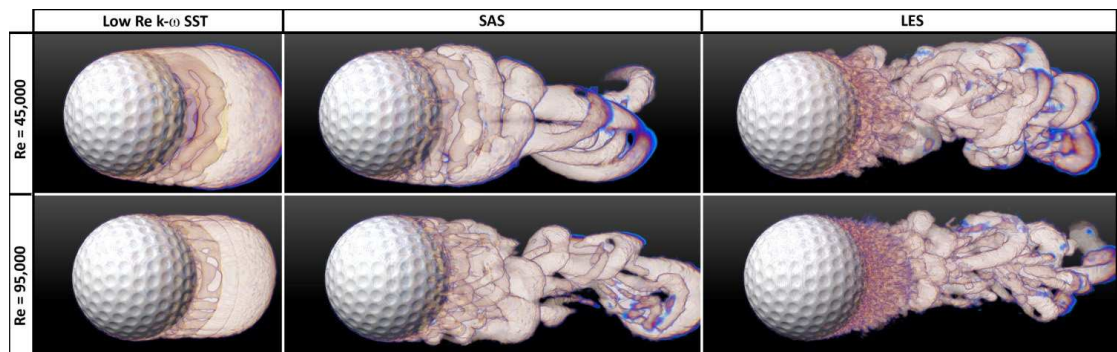 Low Re k-ω SST
SAS
LES
Re = 45,000
Re = 95,000